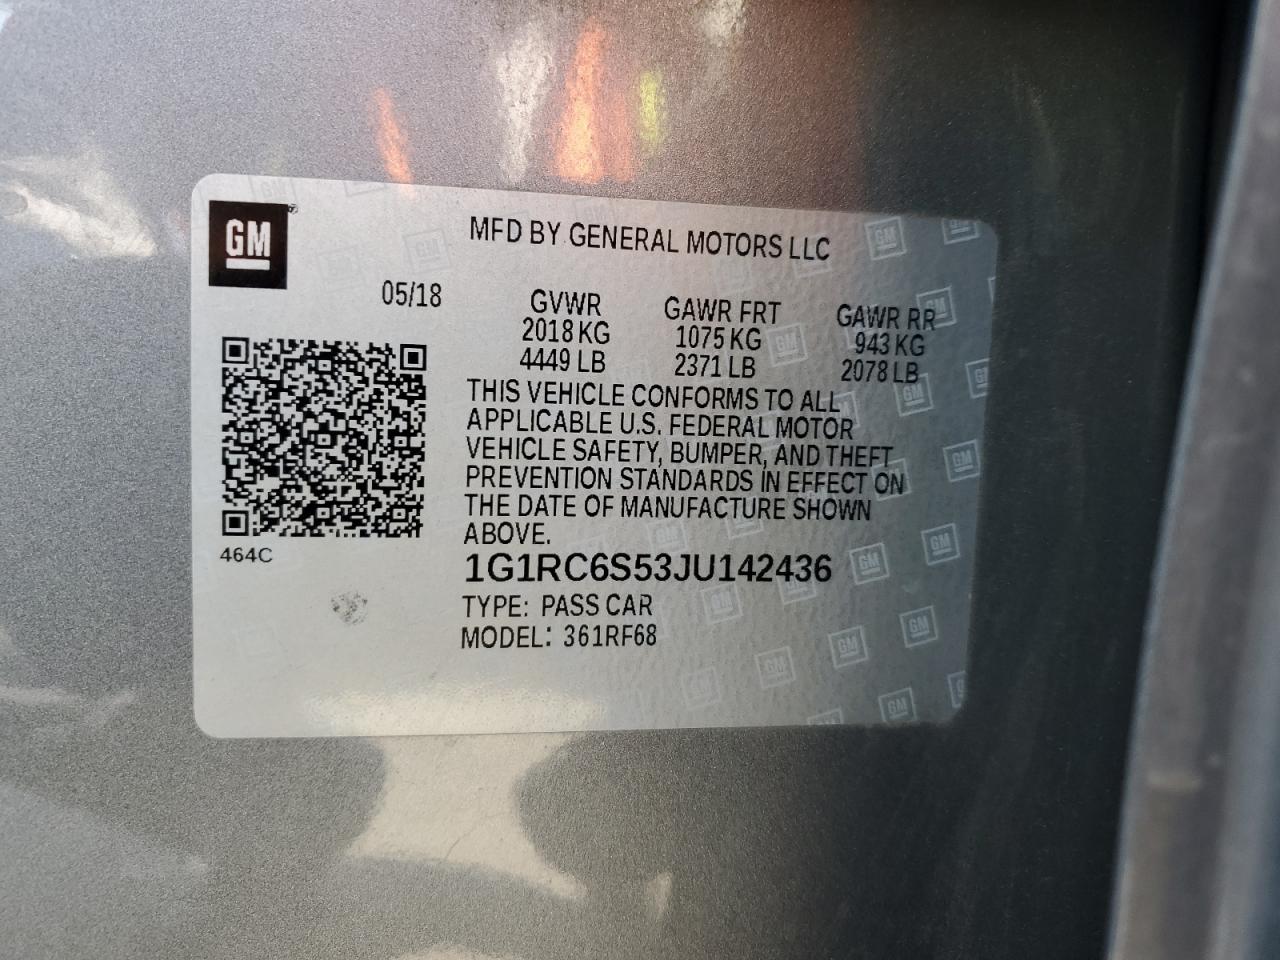 GM
MFD BY GENERAL MOTORS LLC
05/18
GVWR GAWR FRT GAWR RR
2018 KG 1075 KG 943 KG
4449 LB 2371 LB 2078 LB
THIS VEHICLE CONFORMS TO ALL
APPLICABLE U.S. FEDERAL MOTOR
VEHICLE SAFETY, BUMPER, AND THEFT
PREVENTION STANDARDS IN EFFECT ON
THE DATE OF MANUFACTURE SHOWN
ABOVE.
464C
1G1RC6S53JU142436
TYPE: PASS CAR
MODEL: 361RF68